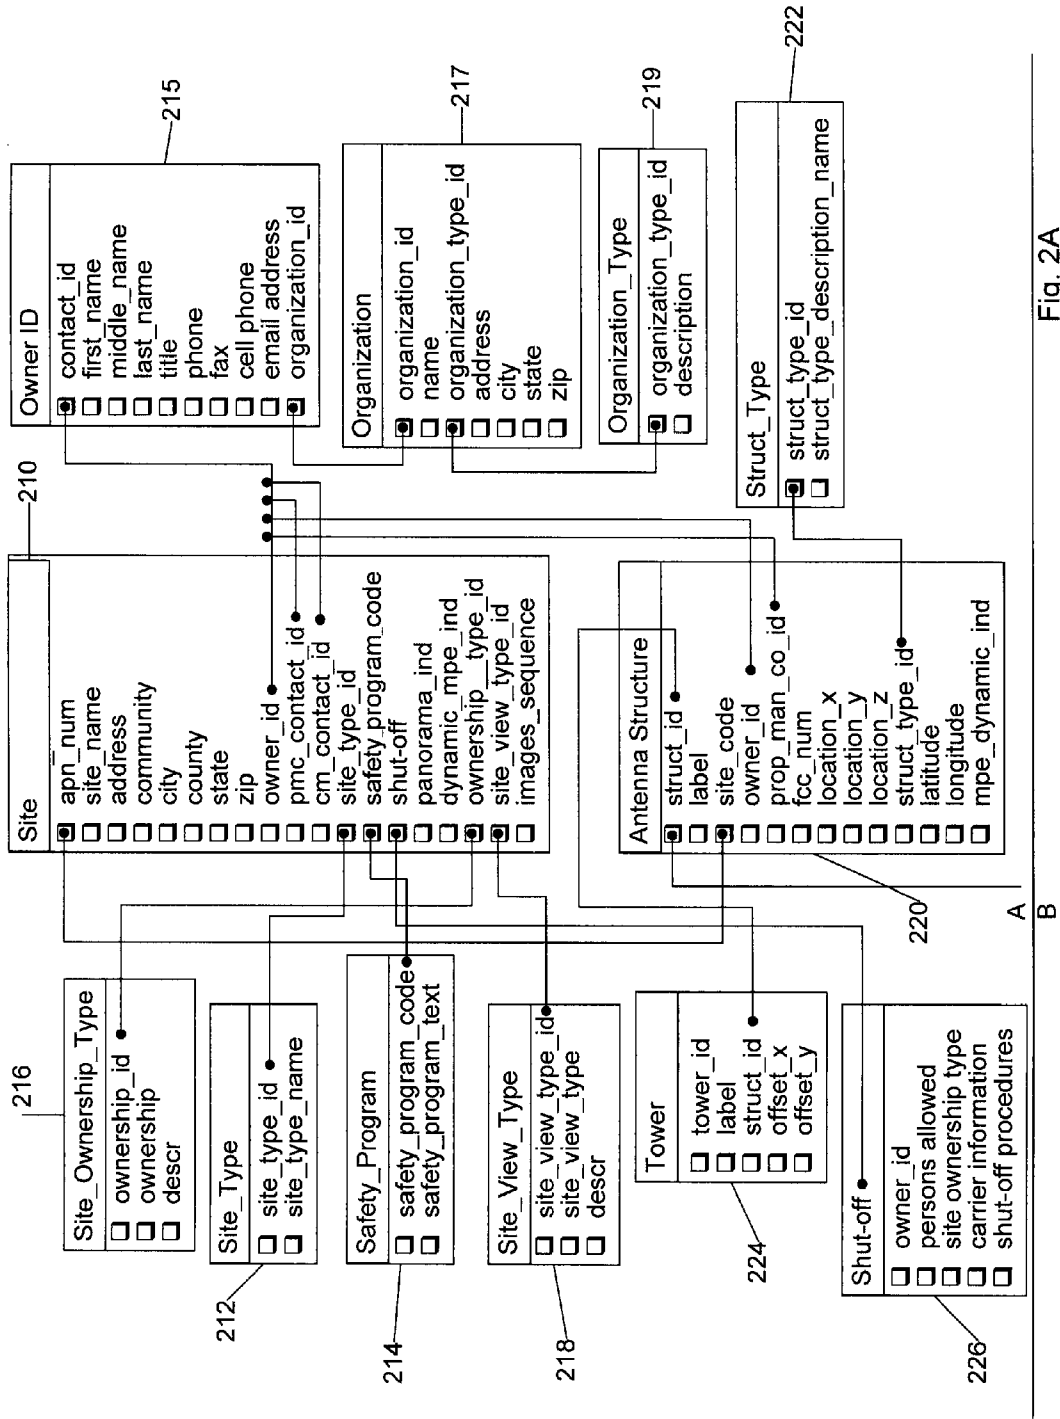 216
Site_Ownership_Type
ownership_id
ownership
descr
212
Site_Type
site_type_id
site_type_name
214
Safety_Program
safety_program_code
safety_program_text
218
Site_View_Type
site_view_type_id
site_view_type
descr
224
Tower
tower_id
label
struct_id
offset_x
offset_y
226
Shut-off
owner_id
persons allowed
site ownership type
carrier information
shut-off procedures
210
Site
apn_num
site_name
address
community
city
county
state
zip
owner_id
pmc_contact_id
cm_contact_id
site_type_id
safety_program_code
shut-off
panorama_ind
dynamic_mpe_ind
ownership_type_id
site_view_type_id
images_sequence
220
Antenna Structure
struct_id
label
site_code
owner_id
prop_man_co_id
fcc_num
location_x
location_y
location_z
struct_type_id
latitude
longitude
mpe_dynamic_ind
215
Owner ID
contact_id
first_name
middle_name
last_name
title
phone
fax
cell phone
email address
organization_id
217
Organization
organization_id
name
organization_type_id
address
city
state
zip
219
Organization_Type
organization_type_id
description
222
Struct_Type
struct_type_id
struct_type_description_name
A
B
Fig. 2A